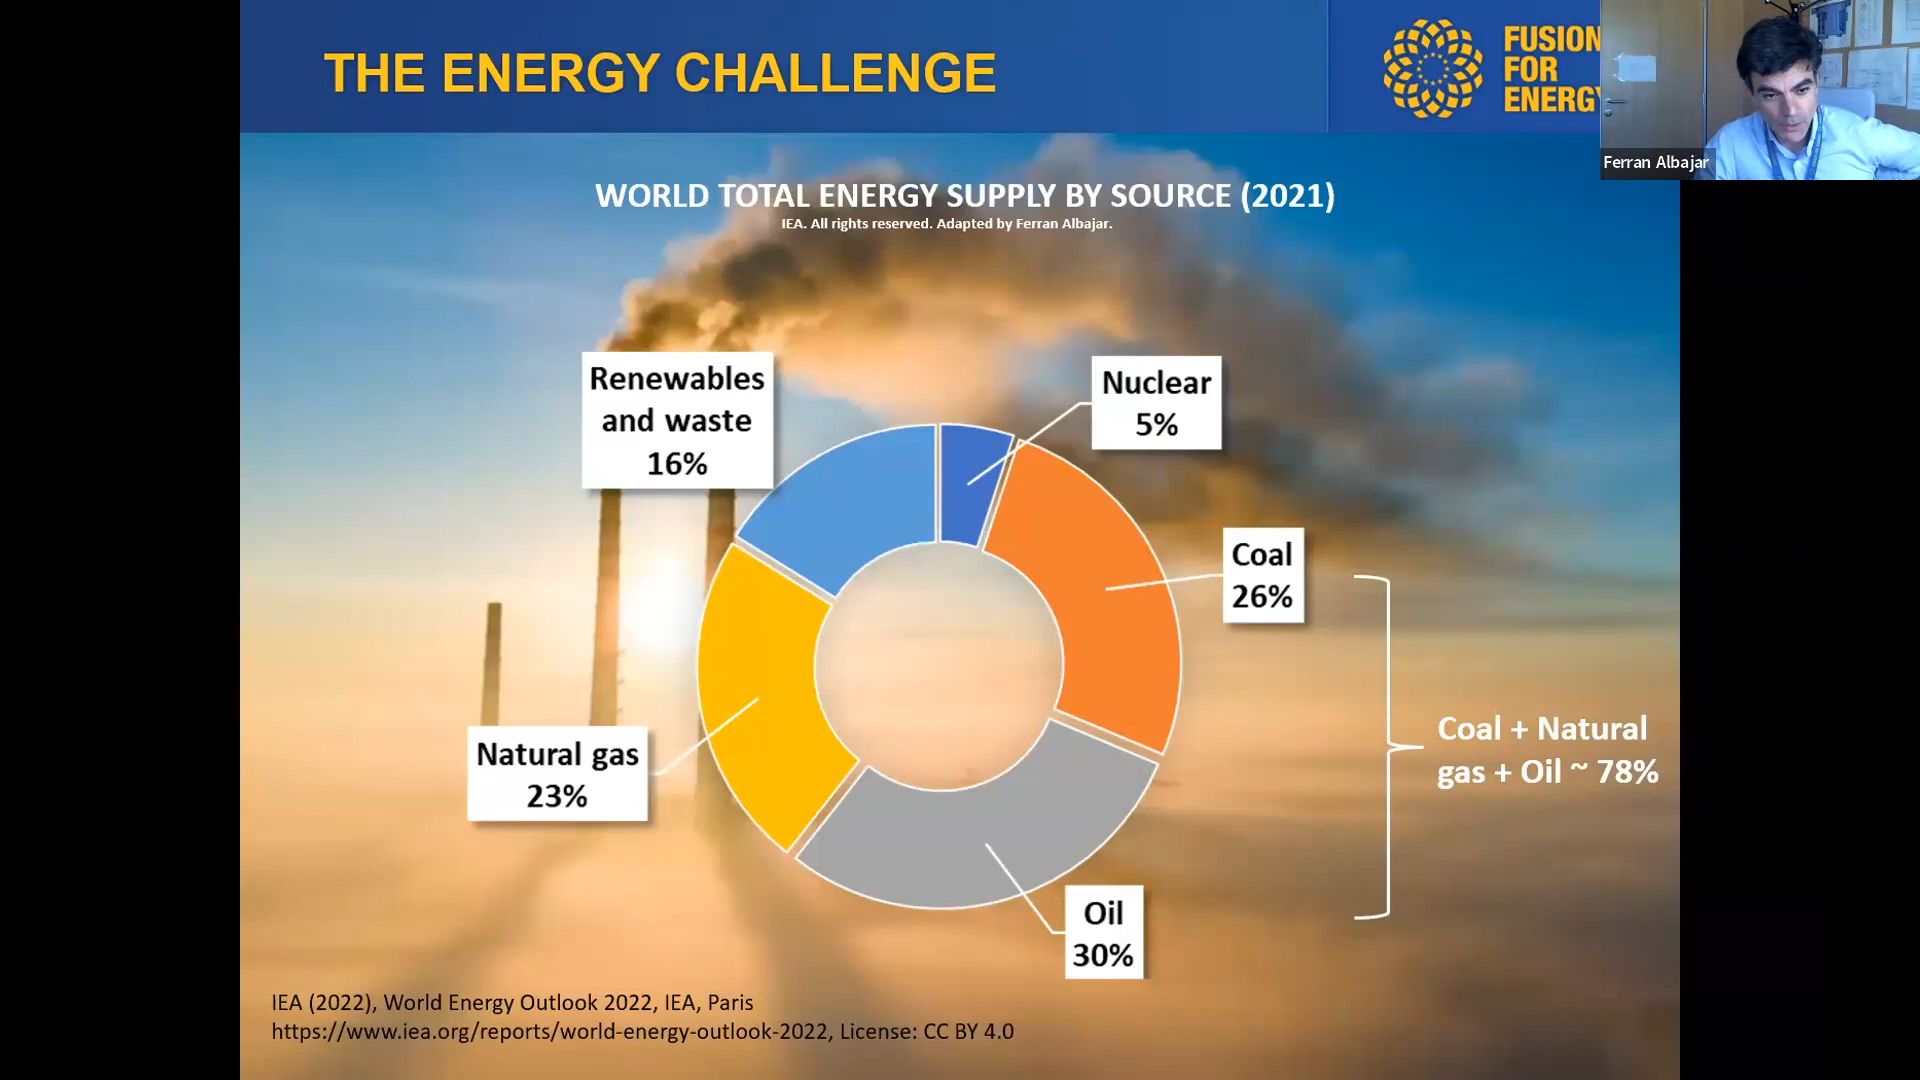 THE ENERGY CHALLENGE
FUSION
FOR
ENERGY
Ferran Albajar
WORLD TOTAL ENERGY SUPPLY BY SOURCE (2021)
IEA. All rights reserved. Adapted by Ferran Albajar.
Renewables
and waste
16%
Nuclear
5%
Coal
26%
Natural gas
23%
Coal + Natural
gas + Oil ~ 78%
Oil
30%
IEA (2022), World Energy Outlook 2022, IEA, Paris
https://www.iea.org/reports/world-energy-outlook-2022, License: CC BY 4.0